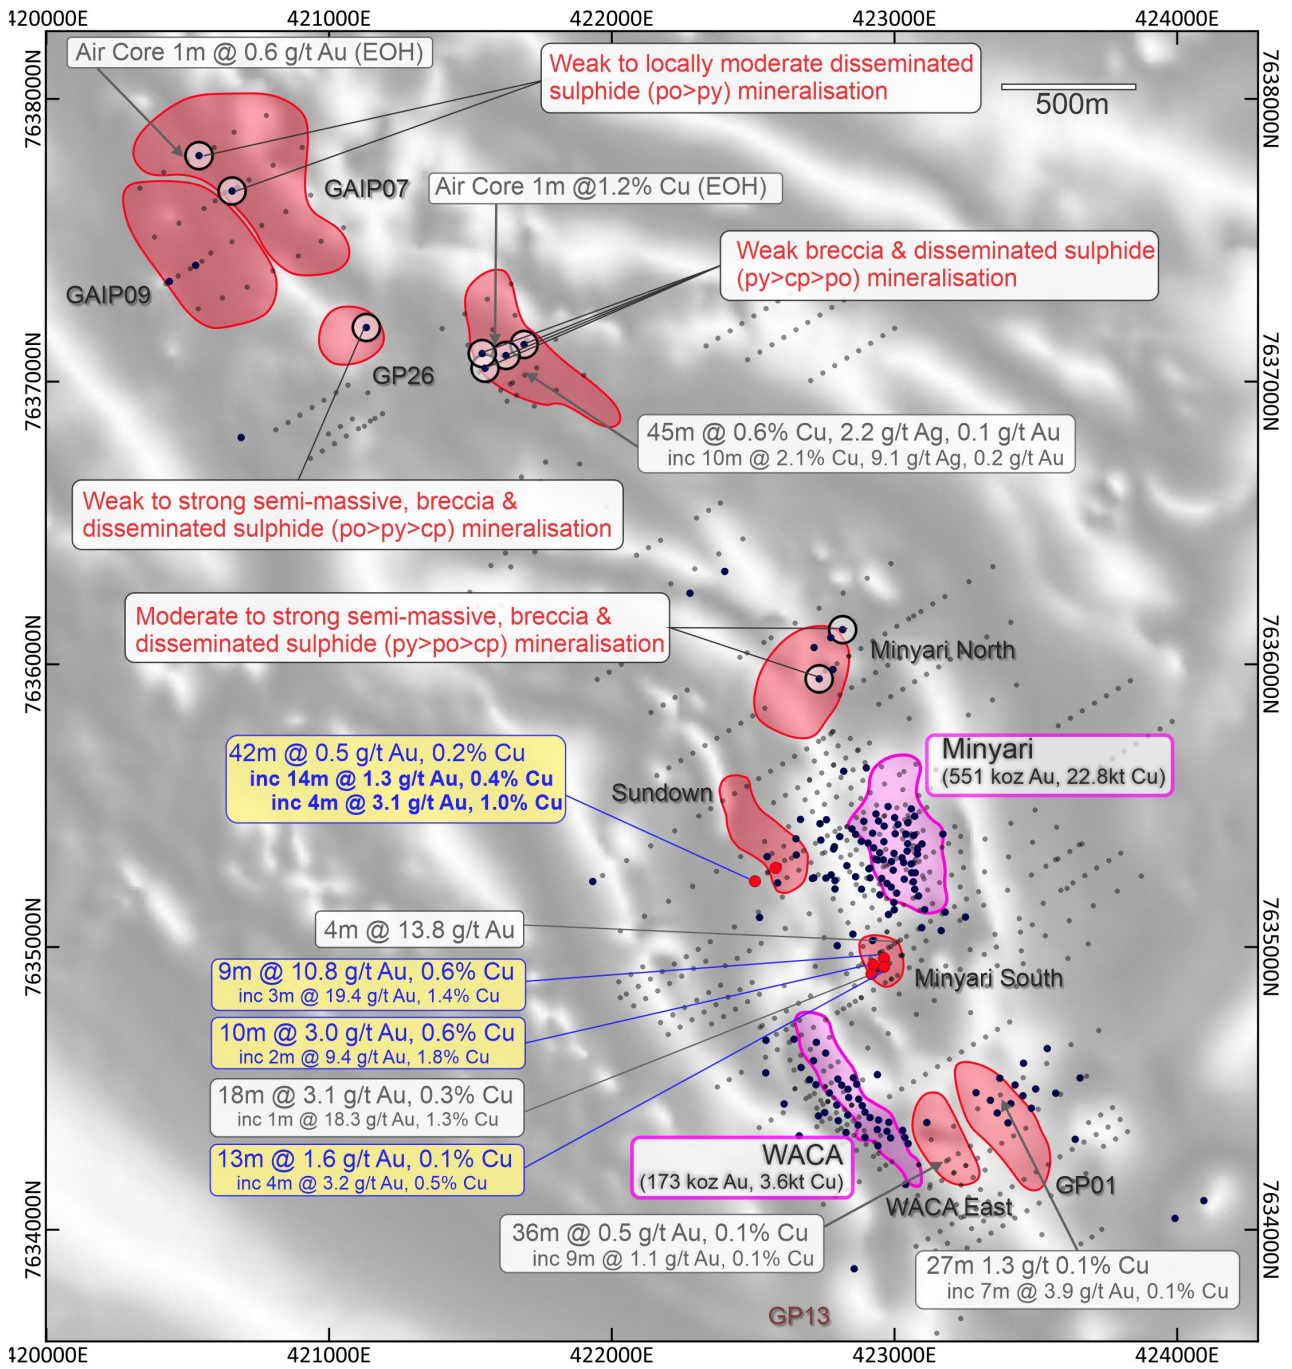 420000E 421000E 422000E 423000E 424000E
Air Core 1m @ 0.6 g/t Au (EOH)
Weak to locally moderate disseminated
sulphide (po>py) mineralisation
500m
7638000N
7638000N
GAIP07
Air Core 1m @1.2% Cu (EOH)
Weak breccia & disseminated sulphide
(py>cp>po) mineralisation
GAIP09
GP26
7637000N
7637000N
45m @ 0.6% Cu, 2.2 g/t Ag, 0.1 g/t Au
inc 10m @ 2.1% Cu, 9.1 g/t Ag, 0.2 g/t Au
Weak to strong semi-massive, breccia &
disseminated sulphide (po>py>cp) mineralisation
Moderate to strong semi-massive, breccia &
disseminated sulphide (py>po>cp) mineralisation
Minyari North
7636000N
7636000N
42m @ 0.5 g/t Au, 0.2% Cu
inc 14m @ 1.3 g/t Au, 0.4% Cu
inc 4m @ 3.1 g/t Au, 1.0% Cu
Minyari
(551 koz Au, 22.8kt Cu)
Sundown
4m @ 13.8 g/t Au
7635000N
7635000N
9m @ 10.8 g/t Au, 0.6% Cu
inc 3m @ 19.4 g/t Au, 1.4% Cu
Minyari South
10m @ 3.0 g/t Au, 0.6% Cu
inc 2m @ 9.4 g/t Au, 1.8% Cu
18m @ 3.1 g/t Au, 0.3% Cu
inc 1m @ 18.3 g/t Au, 1.3% Cu
13m @ 1.6 g/t Au, 0.1% Cu
inc 4m @ 3.2 g/t Au, 0.5% Cu
WACA
(173 koz Au, 3.6kt Cu)
GP01
WACA East
7634000N
7634000N
36m @ 0.5 g/t Au, 0.1% Cu
inc 9m @ 1.1 g/t Au, 0.1% Cu
27m 1.3 g/t 0.1% Cu
inc 7m @ 3.9 g/t Au, 0.1% Cu
GP13
420000E 421000E 422000E 423000E 424000E